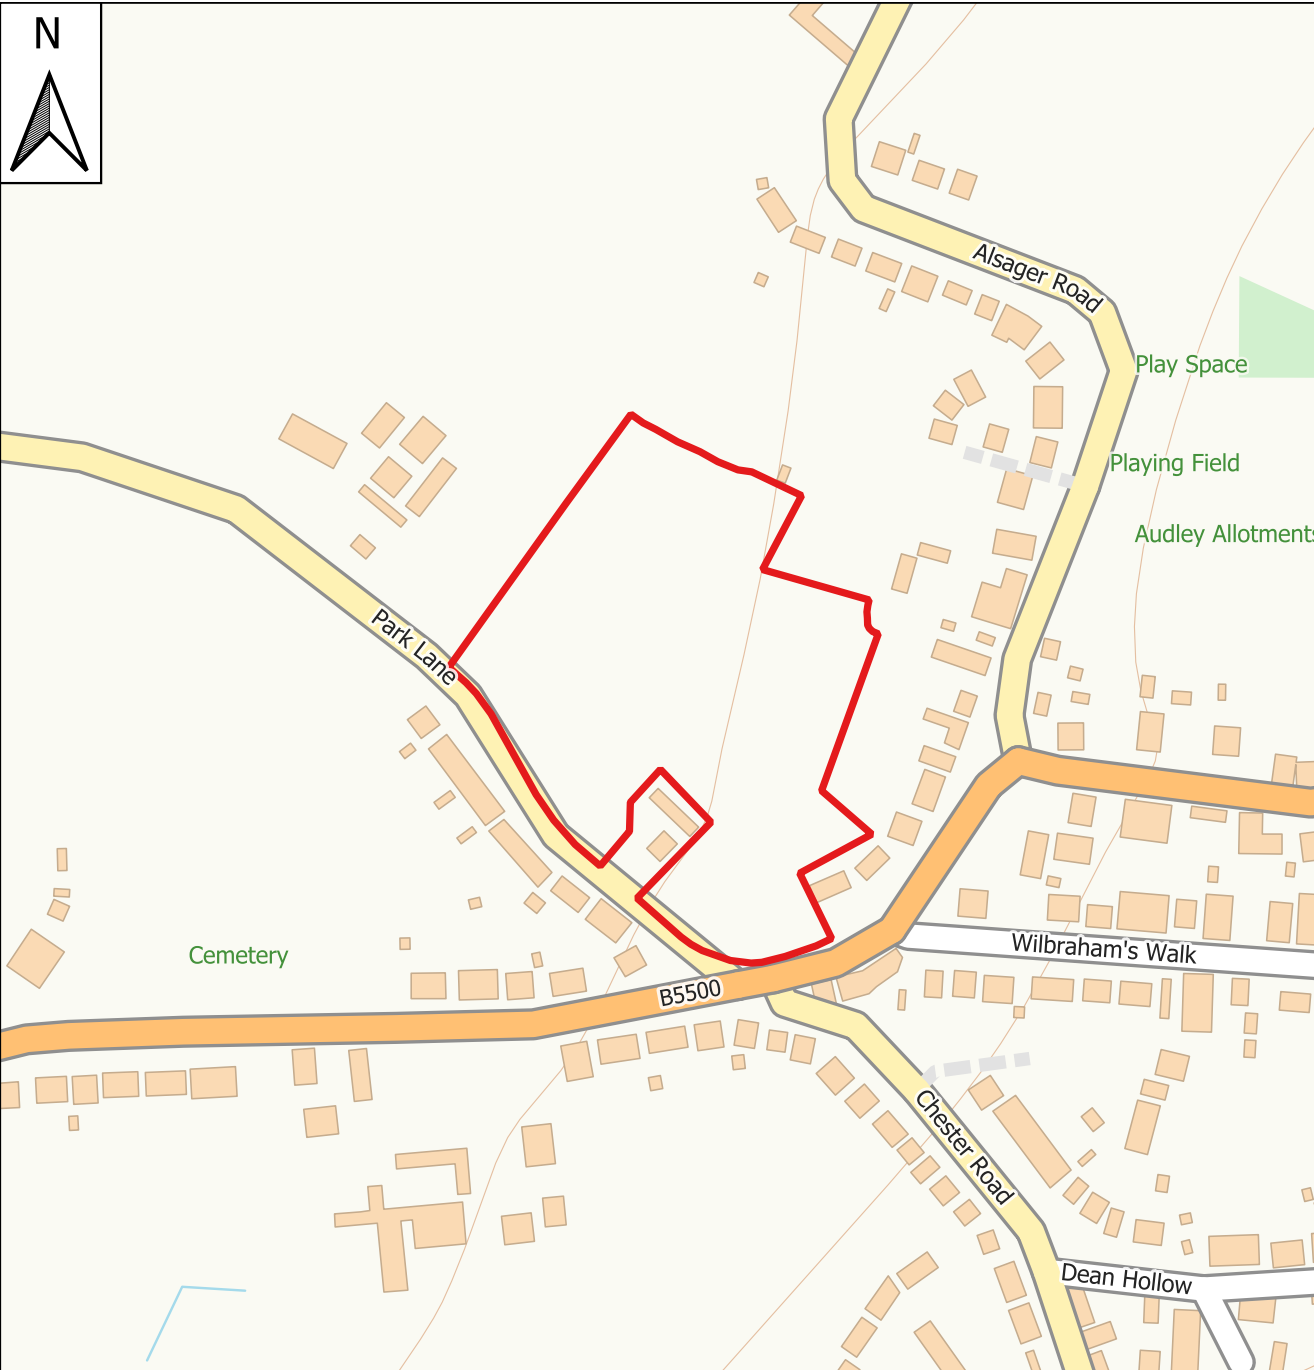 N
Alsager Road
Play Space
Playing Field
Audley Allotments
Park Lane
Wilbraham's Walk
Cemetery
B5500
Chester Road
Dean Hollow